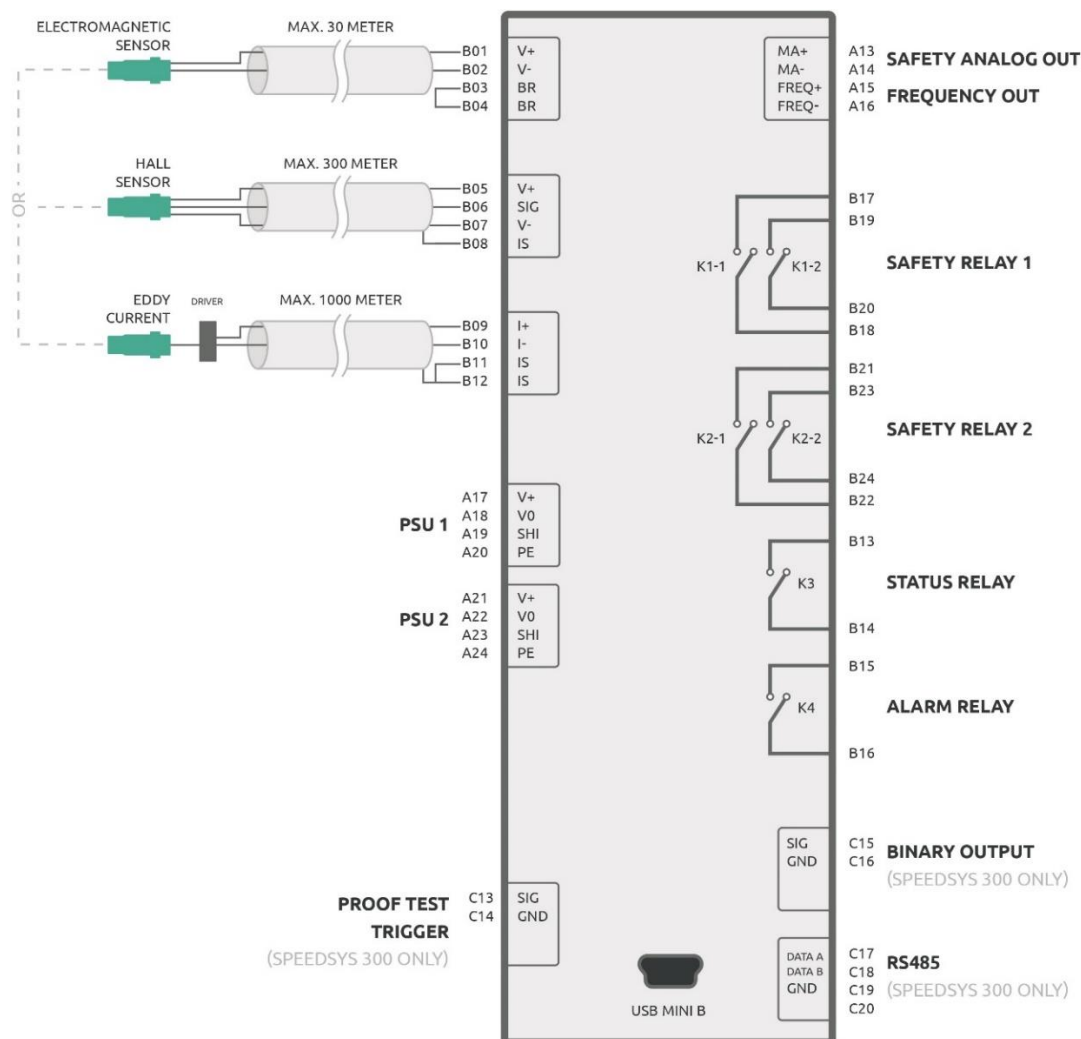 ELECTROMAGNETIC
SENSOR
MAX. 30 METER
B01 V+
B02 V-
B03 BR
B04 BR
MA+ A13
MA- A14
FREQ+ A15
FREQ- A16
SAFETY ANALOG OUT
FREQUENCY OUT
OR
HALL
SENSOR
MAX. 300 METER
B05 V+
B06 SIG
B07 V-
B08 IS
B17
B19
K1-1 K1-2
SAFETY RELAY 1
B20
B18
EDDY
CURRENT
DRIVER
MAX. 1000 METER
B09 I+
B10 I-
B11 IS
B12 IS
B21
B23
K2-1 K2-2
SAFETY RELAY 2
B24
B22
PSU 1
A17 V+
A18 V0
A19 SHI
A20 PE
B13
K3
STATUS RELAY
B14
PSU 2
A21 V+
A22 V0
A23 SHI
A24 PE
B15
K4
ALARM RELAY
B16
SIG C15
GND C16
BINARY OUTPUT
(SPEEDSYS 300 ONLY)
PROOF TEST
TRIGGER
(SPEEDSYS 300 ONLY)
C13 SIG
C14 GND
USB MINI B
DATA A C17
DATA B C18
GND C19
C20
RS485
(SPEEDSYS 300 ONLY)